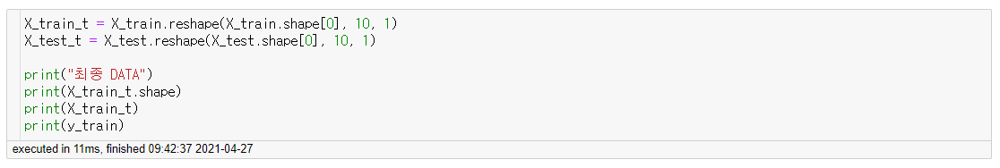 X_train_t = X_train.reshape(X_train.shape[0], 10, 1)
X_test_t = X_test.reshape(X_test.shape[0], 10, 1)
print("최종 DATA")
print(X_train_t.shape)
print(X_train_t)
print(y_train)
executed in 11ms, finished 09:42:37 2021-04-27